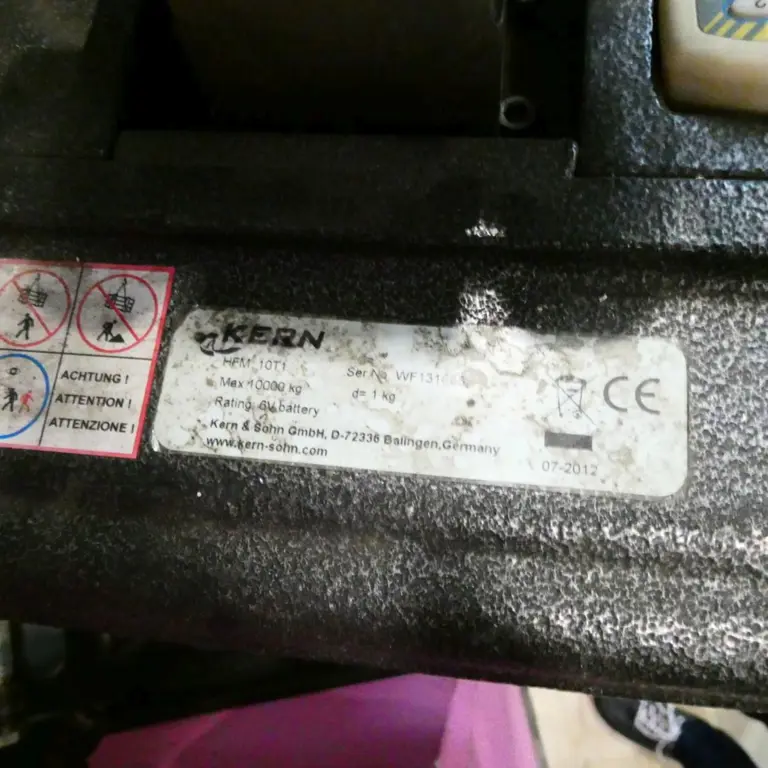 KERN
HFM 10T1
Ser No
Max 10000 kg
d= 1 kg
Rating 6V battery
Kern & Sohn GmbH, D-72336 Balingen,Germany
www.kern-sohn.com
CE
07-2012
ACHTUNG !
ATTENTION !
ATTENZIONE !